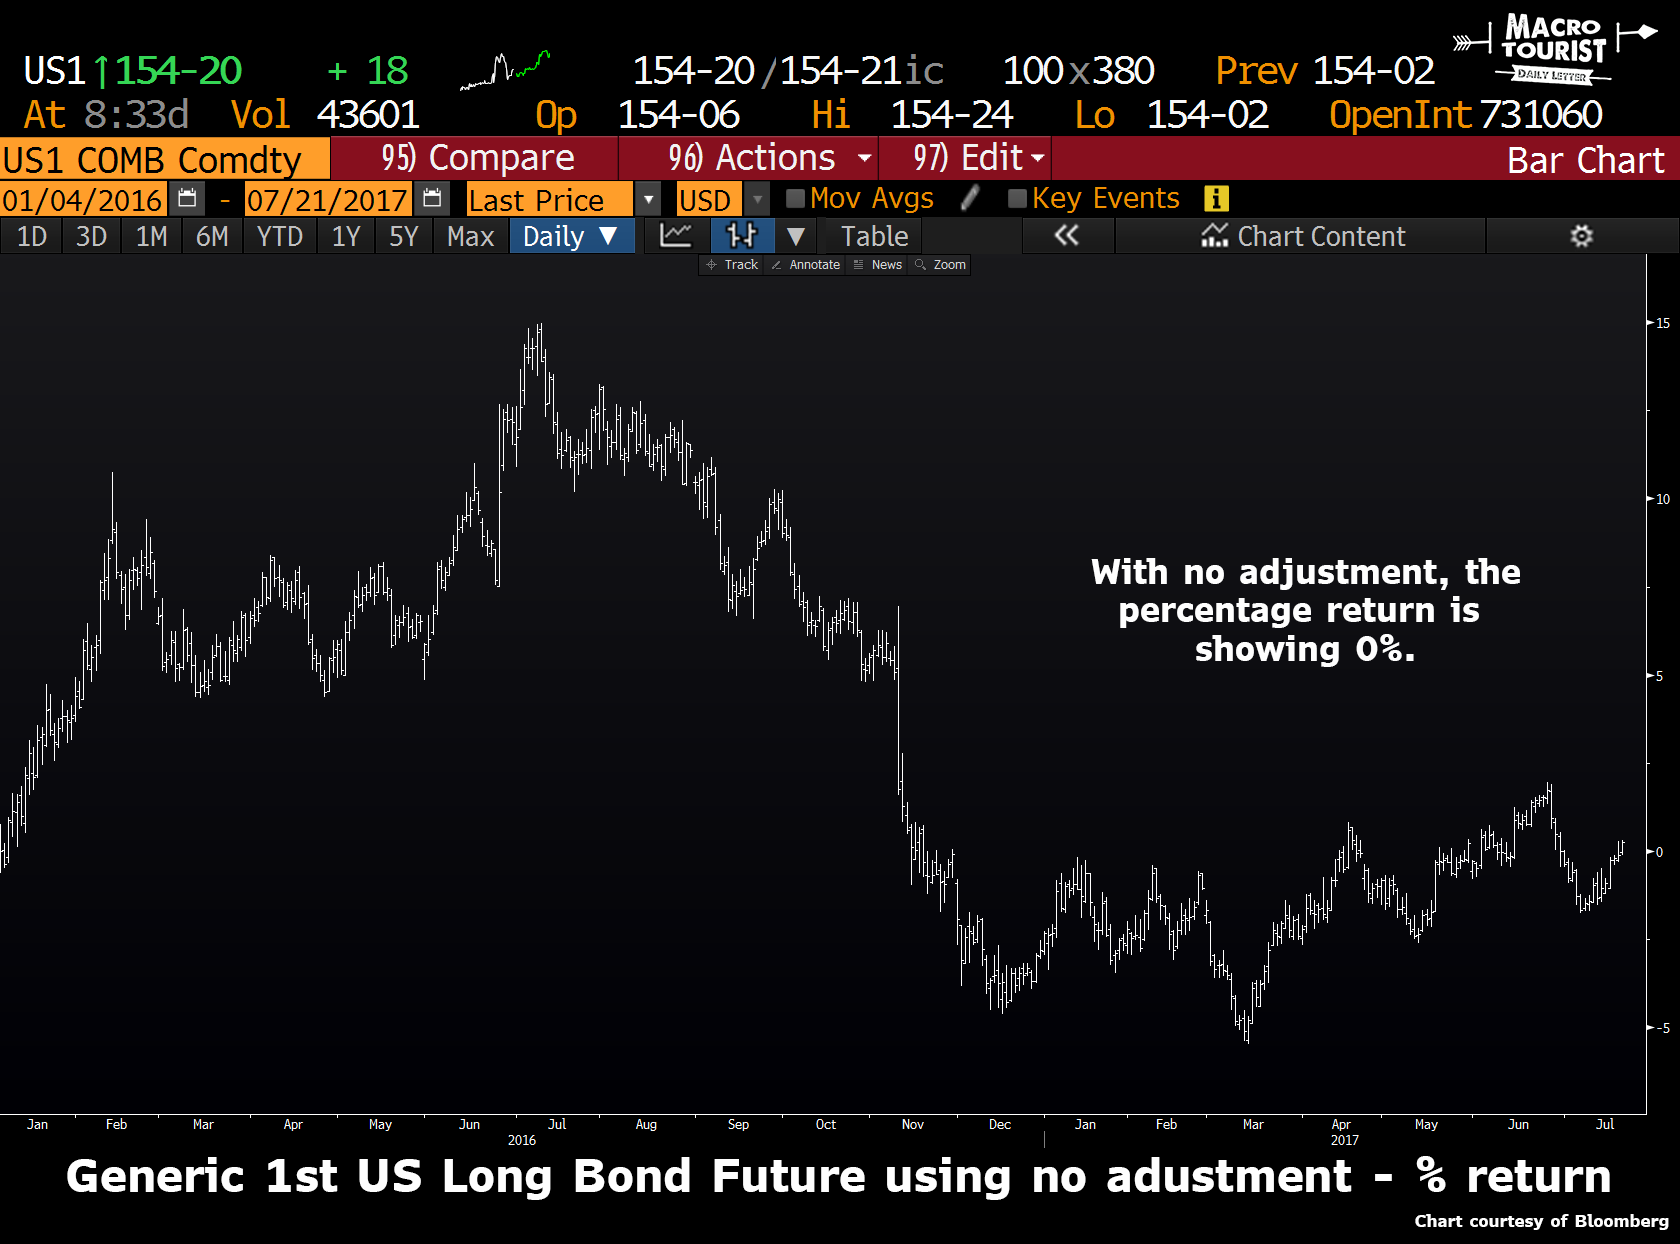 MACRO
TOURIST
DAILY LETTER
US1 ↑154-20 + 18 154-20/154-21ic 100x380 Prev 154-02
At 8:33d Vol 43601 Op 154-06 Hi 154-24 Lo 154-02 OpenInt 731060
US1 COMB Comdty 95) Compare 96) Actions 97) Edit Bar Chart
01/04/2016 - 07/21/2017 Last Price USD Mov Avgs Key Events i
1D 3D 1M 6M YTD 1Y 5Y Max Daily ▼ ▼ Table « Chart Content
Track Annotate News Zoom
15
10
With no adjustment, the
percentage return is
showing 0%.
5
0
-5
Jan Feb Mar Apr May Jun Jul Aug Sep Oct Nov Dec Jan Feb Mar Apr May Jun Jul
2016 2017
Generic 1st US Long Bond Future using no adustment - % return
Chart courtesy of Bloomberg